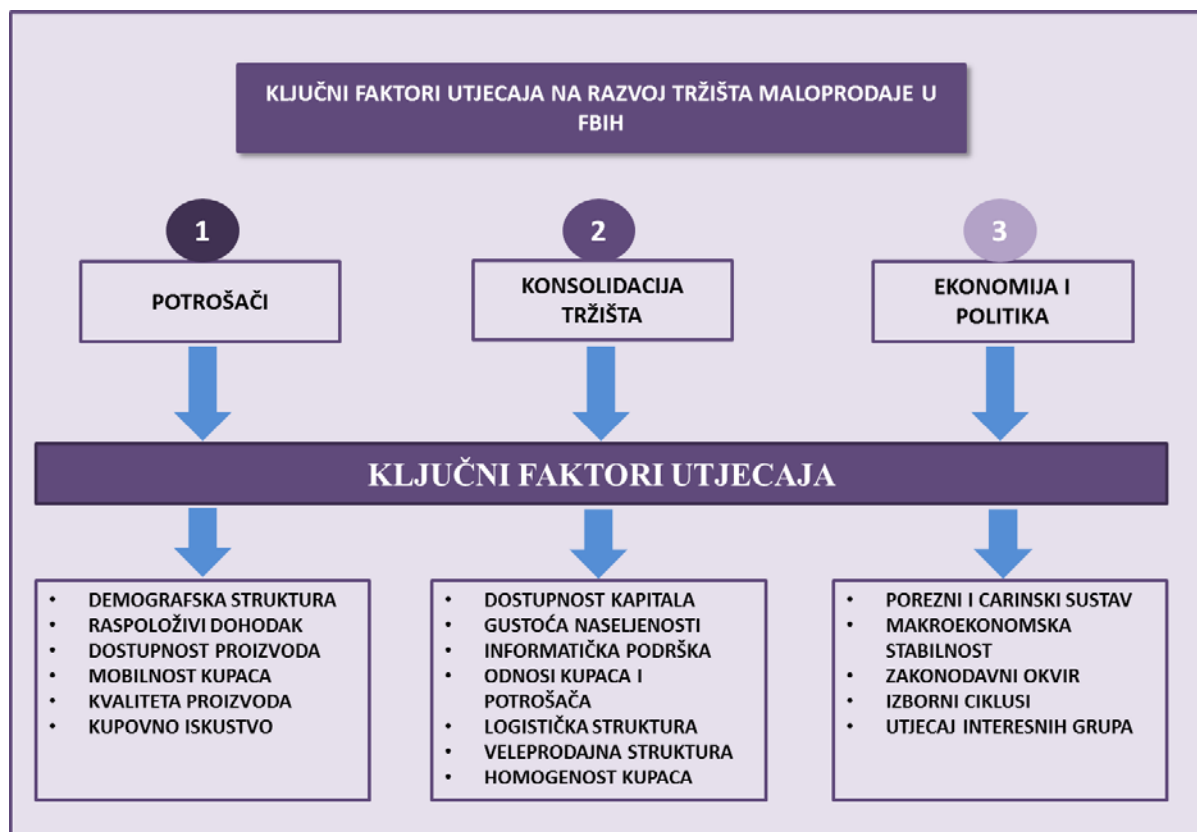 KLJUČNI FAKTORI UTJECAJA NA RAZVOJ TRŽIŠTA MALOPRODAJE U
FBIH
1
POTROŠAČI
2
KONSOLIDACIJA
TRŽIŠTA
3
EKONOMIJA I
POLITIKA
KLJUČNI FAKTORI UTJECAJA
• DEMOGRAFSKA STRUKTURA
• RASPOLOŽIVI DOHODAK
• DOSTUPNOST PROIZVODA
• MOBILNOST KUPACA
• KVALITETA PROIZVODA
• KUPOVNO ISKUSTVO
• DOSTUPNOST KAPITALA
• GUSTOĆA NASELJENOSTI
• INFORMATIČKA PODRŠKA
• ODNOSI KUPACA I
POTROŠAČA
• LOGISTIČKA STRUKTURA
• VELEPRODAJNA STRUKTURA
• HOMOGENOST KUPACA
• POREZNI I CARINSKI SUSTAV
• MAKROEKONOMSKA
STABILNOST
• ZAKONODAVNI OKVIR
• IZBORNI CIKLUSI
• UTJECAJ INTERESNIH GRUPA